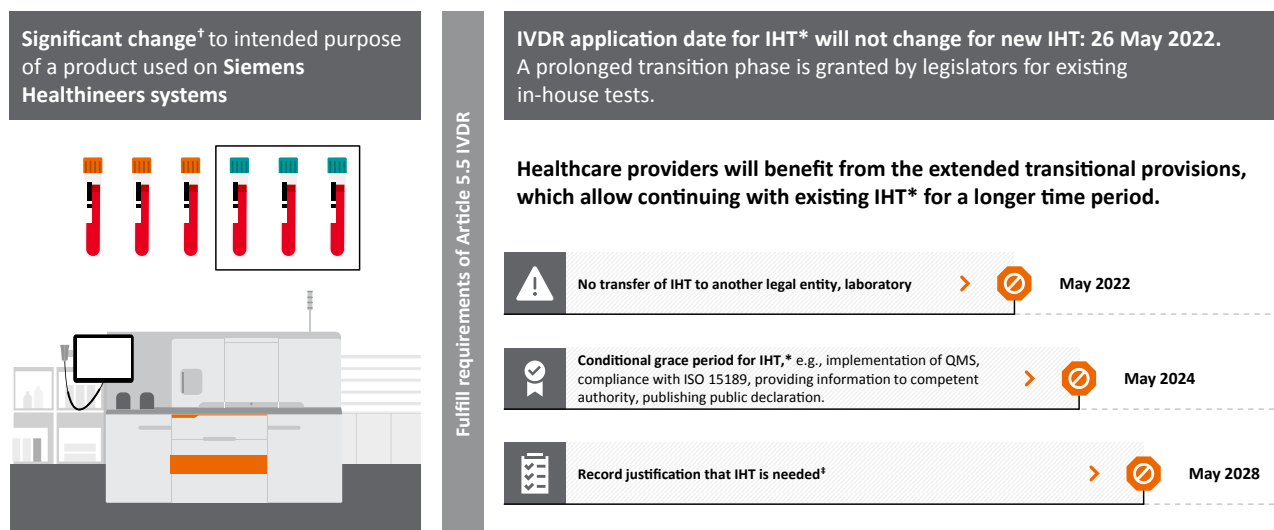 Significant change† to intended purpose
of a product used on Siemens
Healthineers systems
Fulfill requirements of Article 5.5 IVDR
IVDR application date for IHT* will not change for new IHT: 26 May 2022.
A prolonged transition phase is granted by legislators for existing
in-house tests.
Healthcare providers will benefit from the extended transitional provisions,
which allow continuing with existing IHT* for a longer time period.
No transfer of IHT to another legal entity, laboratory
May 2022
Conditional grace period for IHT,* e.g., implementation of QMS,
compliance with ISO 15189, providing information to competent
authority, publishing public declaration.
May 2024
Record justification that IHT is needed‡
May 2028